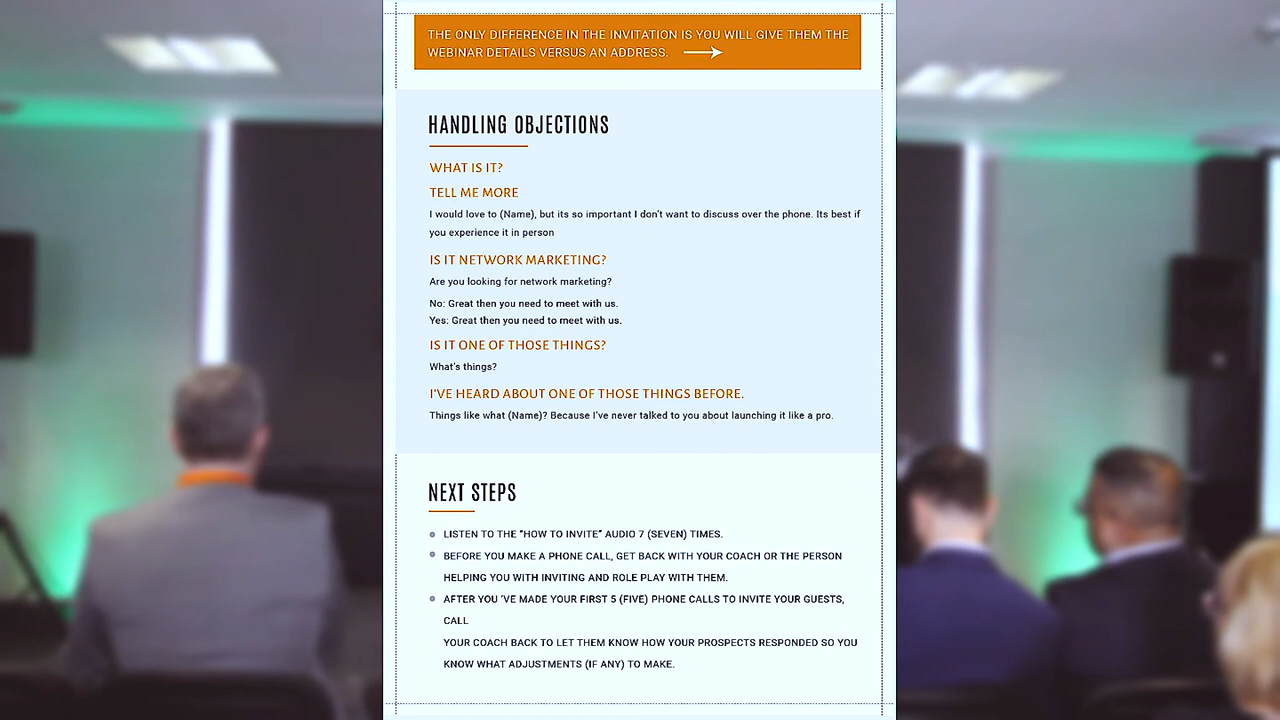 THE ONLY DIFFERENCE IN THE INVITATION IS YOU WILL GIVE THEM THE
WEBINAR DETAILS VERSUS AN ADDRESS.
HANDLING OBJECTIONS
WHAT IS IT?
TELL ME MORE
I would love to (Name), but its so important I don't want to discuss over the phone. Its best if
you experience it in person
IS IT NETWORK MARKETING?
Are you looking for network marketing?
No: Great then you need to meet with us.
Yes: Great then you need to meet with us.
IS IT ONE OF THOSE THINGS?
What's things?
I'VE HEARD ABOUT ONE OF THOSE THINGS BEFORE.
Things like what (Name)? Because I've never talked to you about launching it like a pro.
NEXT STEPS
LISTEN TO THE "HOW TO INVITE" AUDIO 7 (SEVEN) TIMES.
BEFORE YOU MAKE A PHONE CALL, GET BACK WITH YOUR COACH OR THE PERSON
HELPING YOU WITH INVITING AND ROLE PLAY WITH THEM.
AFTER YOU 'VE MADE YOUR FIRST 5 (FIVE) PHONE CALLS TO INVITE YOUR GUESTS,
CALL
YOUR COACH BACK TO LET THEM KNOW HOW YOUR PROSPECTS RESPONDED SO YOU
KNOW WHAT ADJUSTMENTS (IF ANY) TO MAKE.